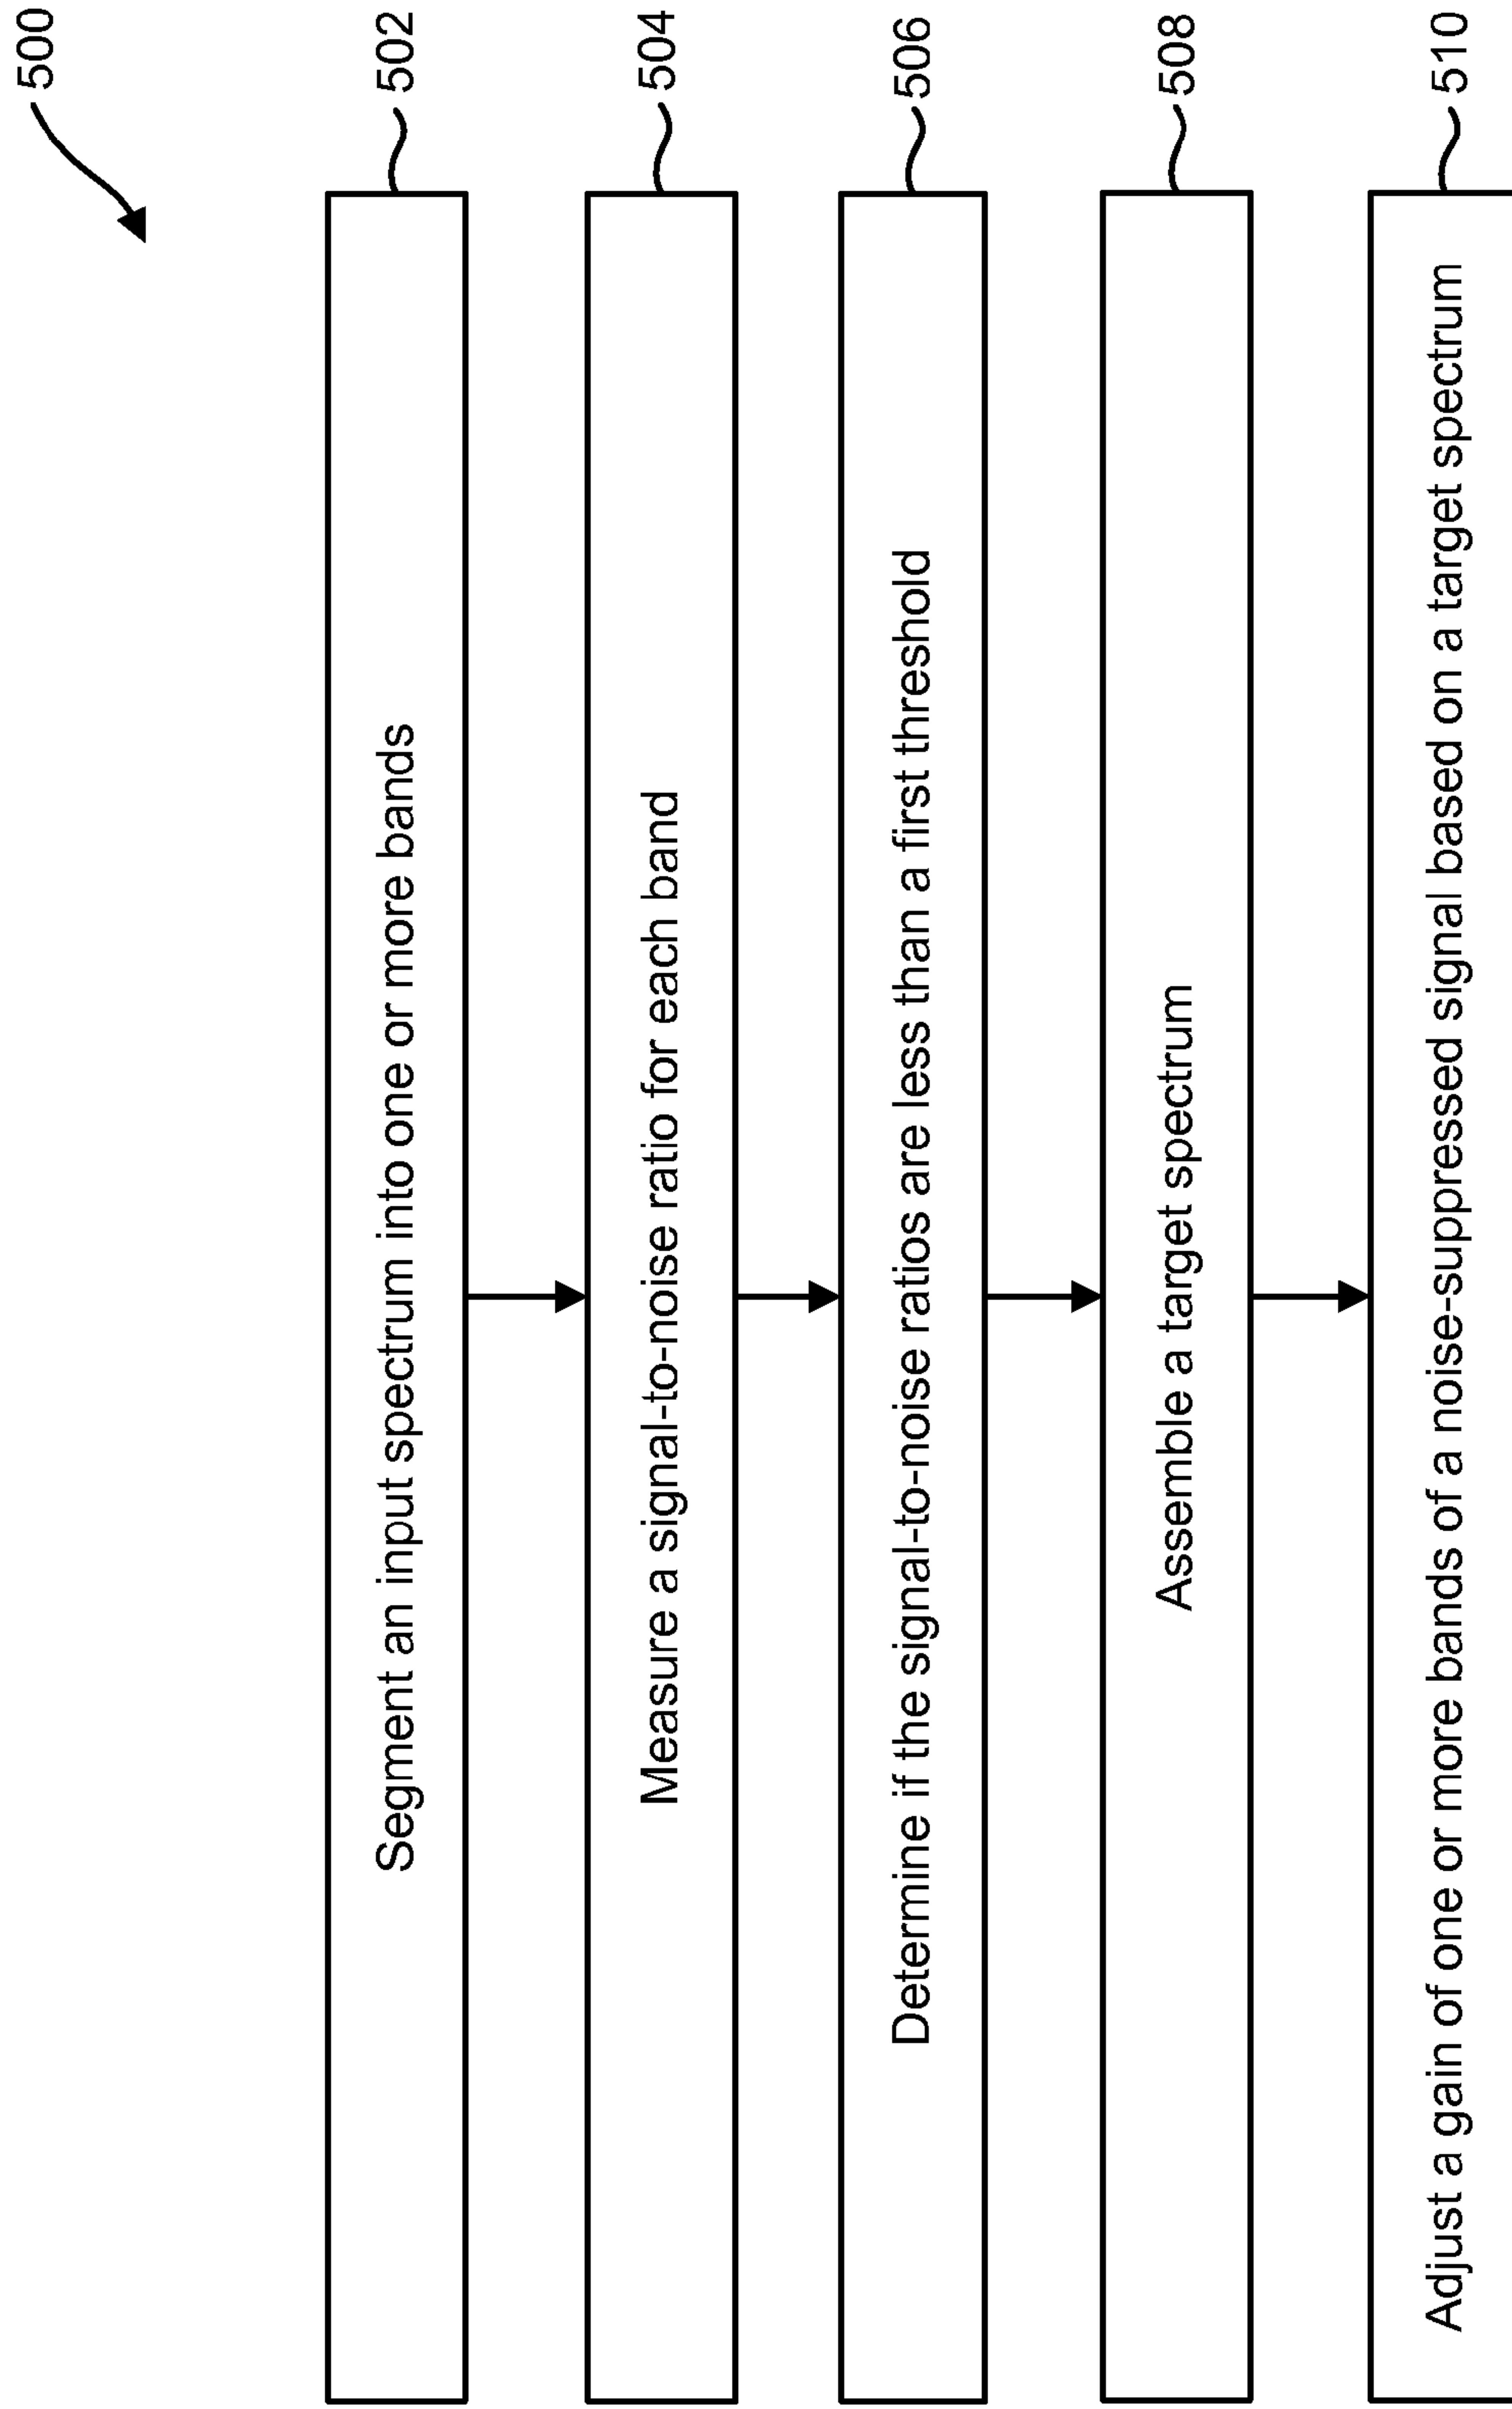 500
Segment an input spectrum into one or more bands
502
Measure a signal-to-noise ratio for each band
504
Determine if the signal-to-noise ratios are less than a first threshold
506
Assemble a target spectrum
508
Adjust a gain of one or more bands of a noise-suppressed signal based on a target spectrum
510